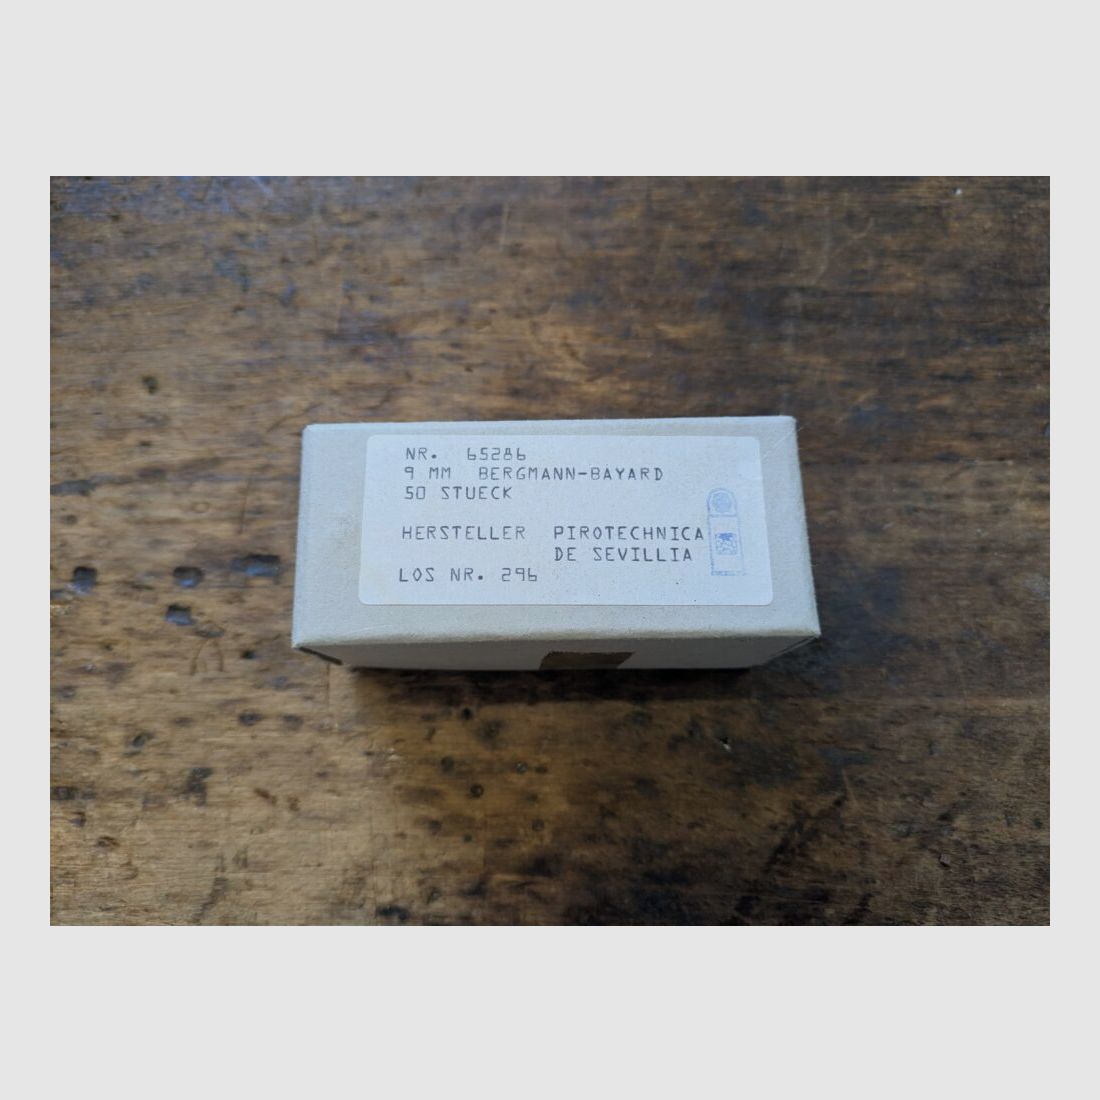 NR. 65286
9 MM BERGMANN-BAYARD
50 STUECK
HERSTELLER PIROTECHNICA
DE SEVILLIA
LOS NR. 296